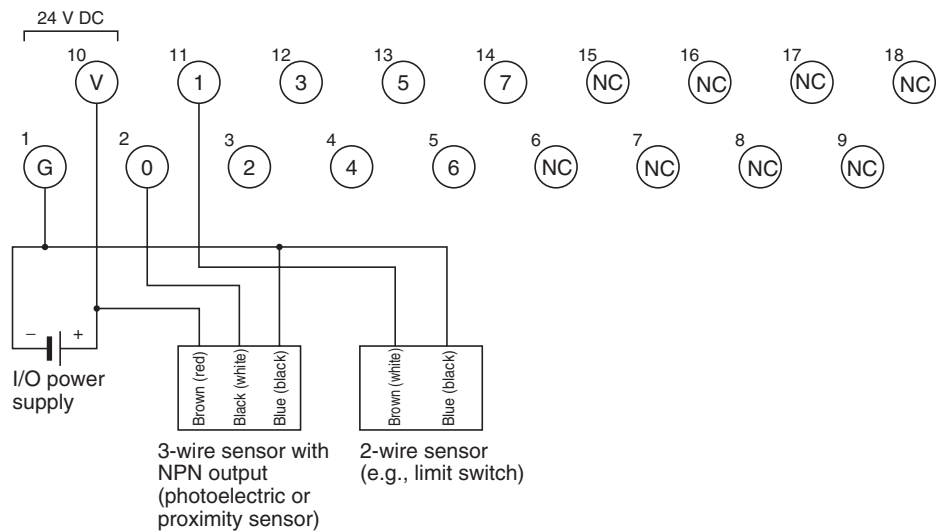 24 V DC
10 11 12 13 14 15 16 17 18
V 1 3 5 7 NC NC NC NC
1 2 3 4 5 6 7 8 9
G 0 2 4 6 NC NC NC NC
− +
I/O power
supply
Brown (red)
Black (white)
Blue (black)
Brown (white)
Blue (black)
3-wire sensor with
NPN output
(photoelectric or
proximity sensor)
2-wire sensor
(e.g., limit switch)